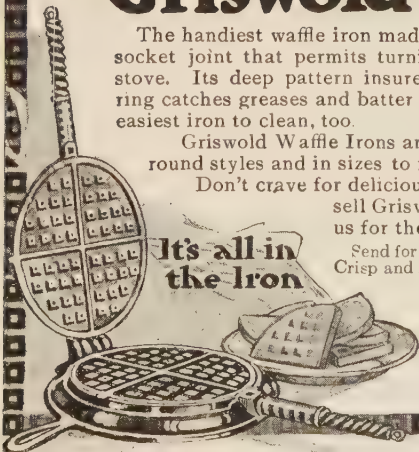 Griswold
The handiest waffle iron mad
socket joint that permits turni
stove. Its deep pattern insure
ring catches greases and batter
easiest iron to clean, too.
Griswold Waffle Irons ar
round styles and in sizes to
Don't crave for deliciou
sell Grisw
us for the
Send for
Crisp and
It's all in
the Iron